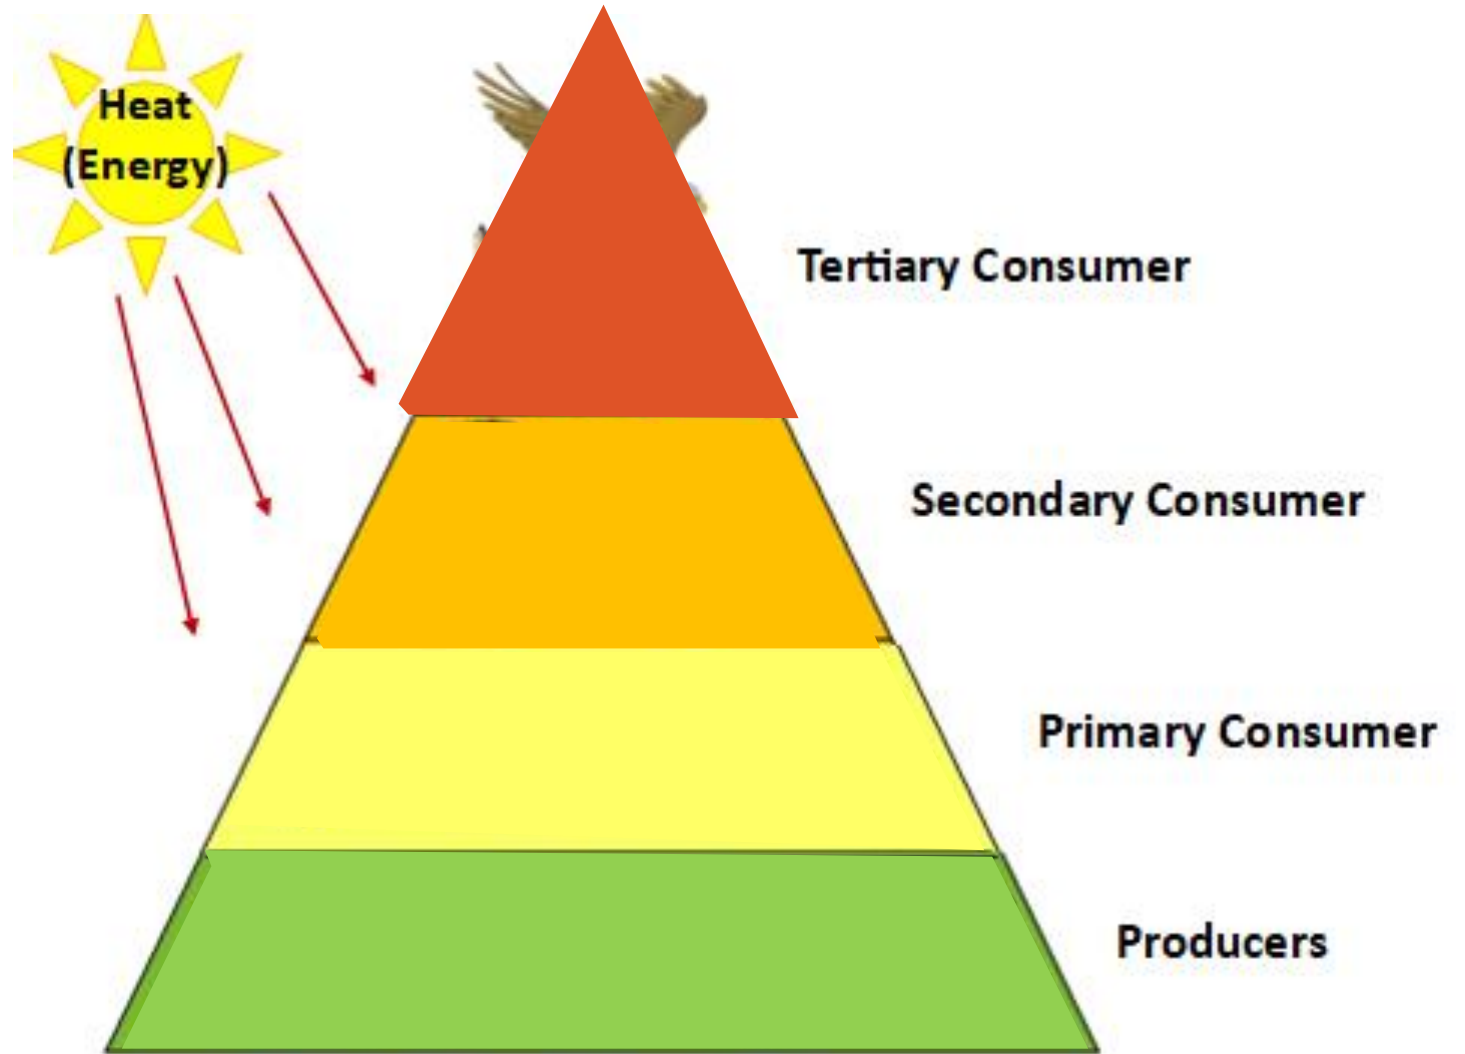 Heat
(Energy)
Tertiary Consumer
Secondary Consumer
Primary Consumer
Producers